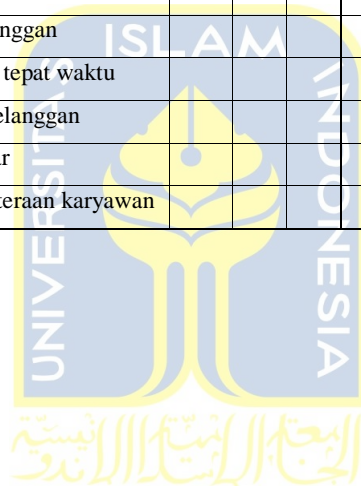 nggan
tepat waktu
elanggan
r
teraan karyawan
ISLAM
UNIVERSITAS
INDONESIA